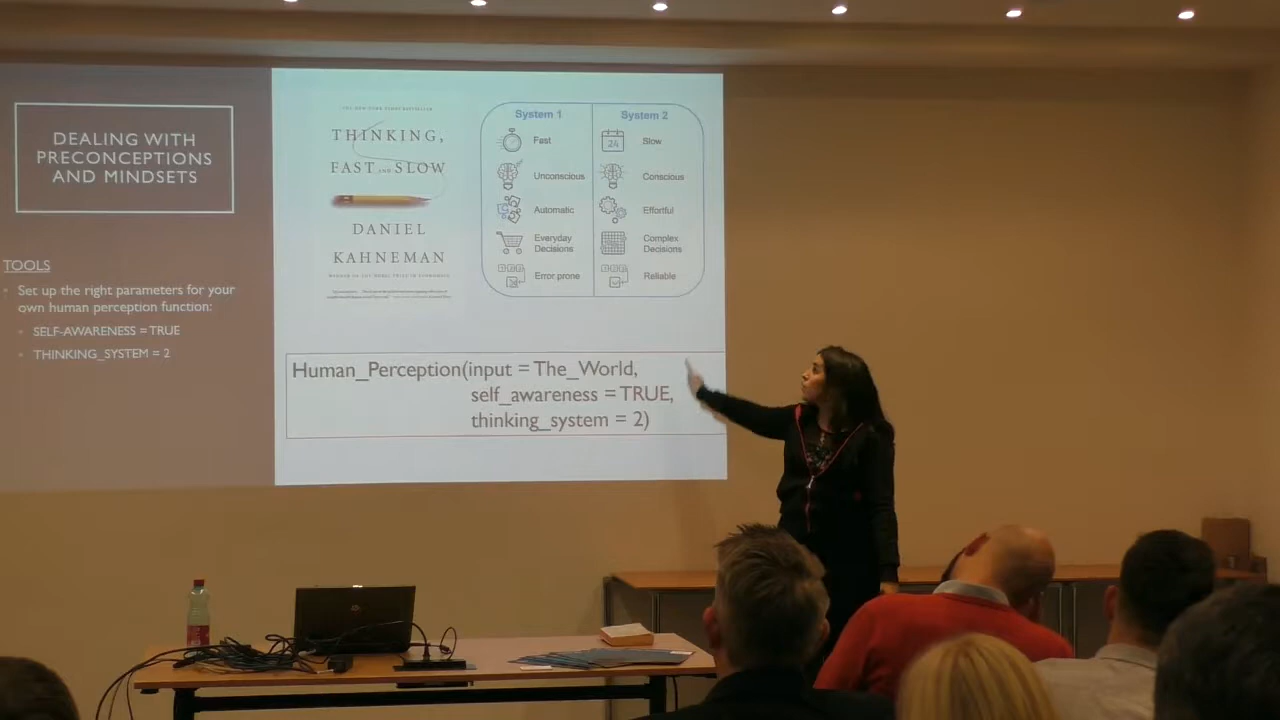 DEALING WITH
PRECONCEPTIONS
AND MINDSETS
TOOLS
• Set up the right parameters for your
own human perception function:
• SELF-AWARENESS = TRUE
• THINKING_SYSTEM = 2
THINKING,
FAST AND SLOW
DANIEL
KAHNEMAN
System 1
Fast
Unconscious
Automatic
Everyday
Decisions
Error prone
System 2
24
Slow
Conscious
Effortful
Complex
Decisions
Reliable
Human_Perception(input = The_World,
self_awareness = TRUE,
thinking_system = 2)